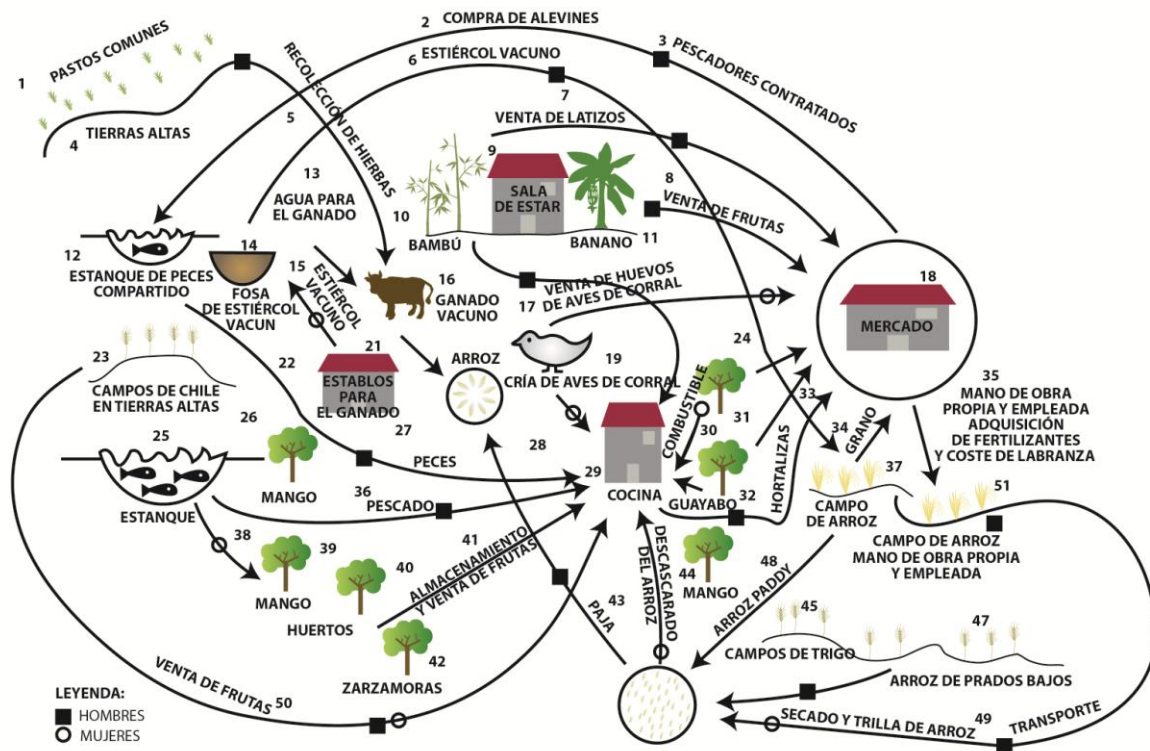 1
PASTOS COMUNES
4
TIERRAS ALTAS
RECOLECCIÓN DE HIERBAS
2
COMPRA DE ALEVINES
6
ESTIÉRCOL VACUNO
3
PESCADORES CONTRATADOS
5
7
VENTA DE LATIZOS
9
SALA
DE ESTAR
8
VENTA DE FRUTAS
10
BAMBÚ
BANANO
11
13
AGUA PARA
EL GANADO
12
ESTANQUE DE PECES
COMPARTIDO
14
FOSA
DE ESTIÉRCOL
VACUN
15
ESTIÉRCOL
VACUNO
16
GANADO
VACUNO
17
VENTA DE HUEVOS
DE AVES DE CORRAL
18
MERCADO
19
CRÍA DE AVES DE CORRAL
ARROZ
21
ESTABLOS
PARA
EL GANADO
22
23
CAMPOS DE CHILE
EN TIERRAS ALTAS
24
25
ESTANQUE
26
MANGO
27
PECES
28
29
COCINA
COMBUSTIBLE
30
31
GUAYABO
32
HORTALIZAS
33
34
GRANO
35
MANO DE OBRA
PROPIA Y EMPLEADA
ADQUISICIÓN
DE FERTILIZANTES
Y COSTE DE LABRANZA
36
PESCADO
37
CAMPO
DE ARROZ
51
CAMPO DE ARROZ
MANO DE OBRA PROPIA
Y EMPLEADA
38
MANGO
39
HUERTOS
40
41
ALMACENAMIENTO
Y VENTA DE FRUTAS
42
ZARZAMORAS
PAJA
43
DESCASCARADO
DEL ARROZ
44
MANGO
48
ARROZ PADDY
45
CAMPOS DE TRIGO
47
ARROZ DE PRADOS BAJOS
SECADO Y TRILLA DE ARROZ
49
TRANSPORTE
VENTA DE FRUTAS
50
LEYENDA:
HOMBRES
MUJERES